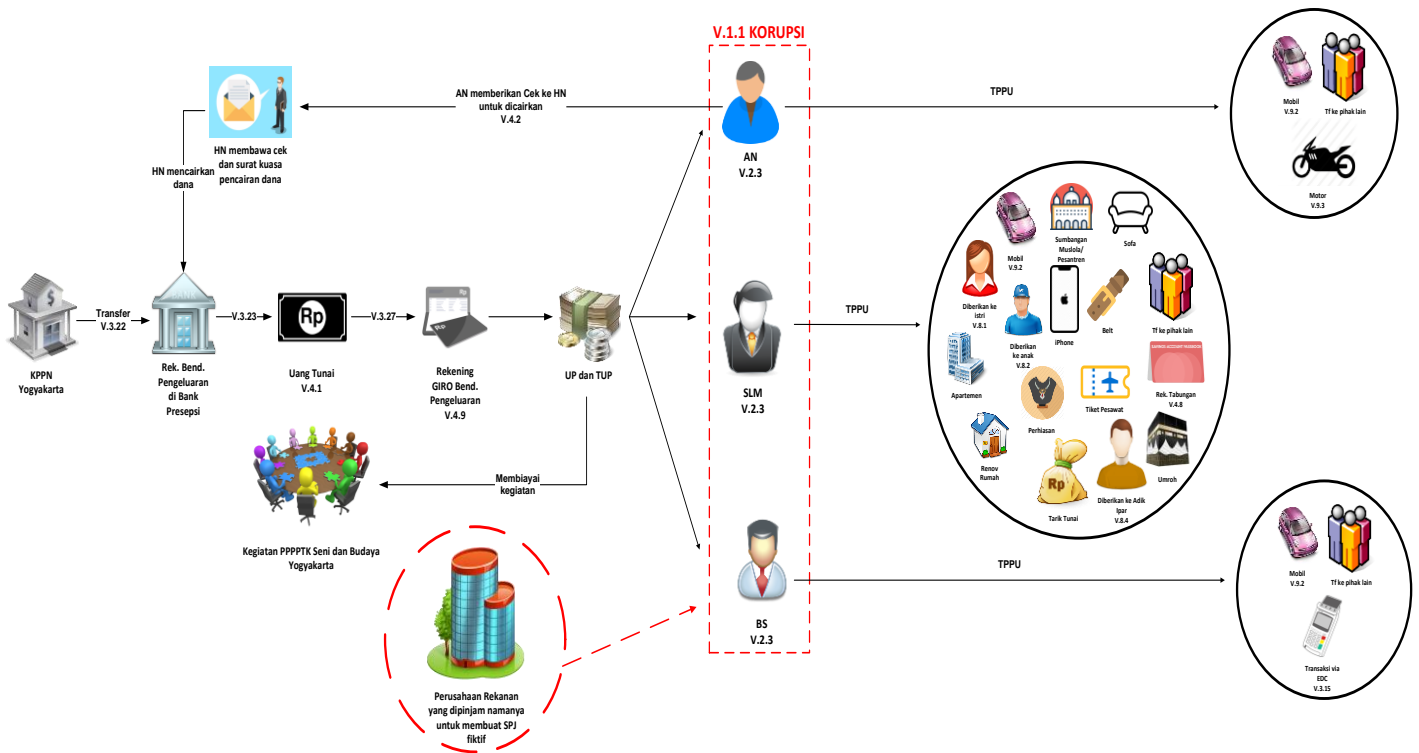 V.1.1 KORUPSI
AN memberikan Cek ke HN
untuk dicairkan
V.4.2
TPPU
HN membawa cek
dan surat kuasa
pencairan dana
HN mencairkan
dana
AN
V.2.3
Mobil
V.9.2
Tf ke pihak lain
Motor
V.9.3
KPPN
Yogyakarta
Transfer
V.3.22
Rek. Bend.
Pengeluaran
di Bank
Presepsi
V.3.23
Rp
Uang Tunai
V.4.1
V.3.27
Rp
Rekening
GIRO Bend.
Pengeluaran
V.4.9
UP dan TUP
SLM
V.2.3
TPPU
Mobil
V.9.2
Sumbangan
Muslola/
Pesantren
Sofa
Diberikan ke
istri
V.8.1
Diberikan
ke anak
V.8.2
iPhone
Belt
Tf ke pihak lain
Apartemen
Perhiasan
Tiket Pesawat
Rek. Tabungan
V.4.8
Renov
Rumah
Rp
Tarik Tunai
Diberikan ke Adik
Ipar
V.8.4
Umroh
Membiayai
kegiatan
Kegiatan PPPPTK Seni dan Budaya
Yogyakarta
Perusahaan Rekanan
yang dipinjam namanya
untuk membuat SPJ
fiktif
BS
V.2.3
TPPU
Mobil
V.9.2
Tf ke pihak lain
Transaksi via
EDC
V.3.15